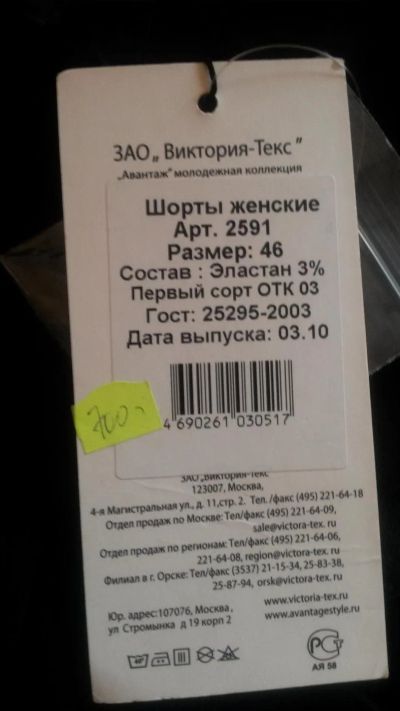 ЗАО „ Виктория-Текс ”
„Авантаж” молодежная коллекция
Шорты женские
Арт. 2591
Размер: 46
Состав : Эластан 3%
Первый сорт ОТК 03
Гост: 25295-2003
Дата выпуска: 03.10
700.-
4 690261 030517
ЗАО „Виктория-Текс
123007, Москва,
4-я Магистральная ул., д. 11,стр. 2. Тел. /факс (495) 221-64-18
Отдел продаж по Москве: Тел/факс (495) 221-64-09,
sale@victora-tex.ru
Отдел продаж по регионам: Тел/факс (495) 221-64-06,
221-64-08, region@victora-tex.ru
Филиал в г. Орске: Тел/факс (3537) 21-15-34, 25-83-38,
25-87-94, orsk@victora-tex.ru
www.victoria-tex.ru
www.avantagestyle.ru
Юр. адрес:107076, Москва ,
ул Стромынка д 19 корп 2
РСТ
АЯ 58